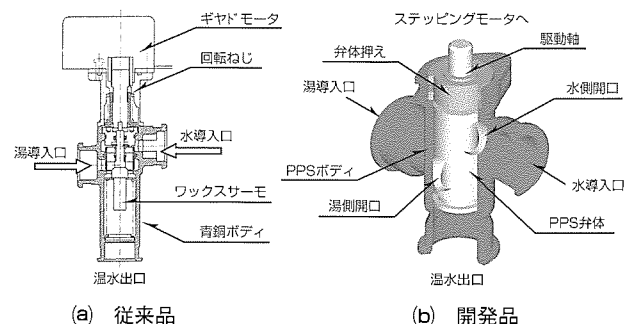 ギヤドモータ
回転ねじ
湯導入口
水導入口
ワックスサーモ
青銅ボディ
温水出口
(a) 従来品
ステッピングモータへ
駆動軸
弁体押え
湯導入口
水側開口
PPSボディ
水導入口
湯側開口
PPS弁体
温水出口
(b) 開発品